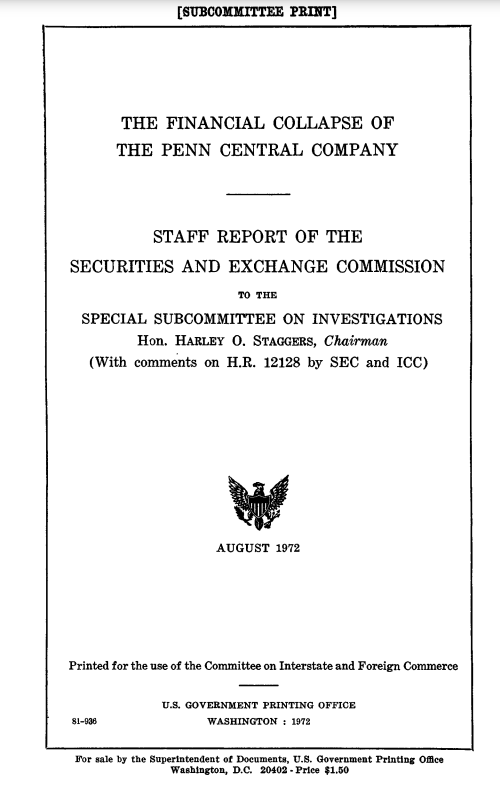 [SUBCOMMITTEE PRINT]
THE FINANCIAL COLLAPSE OF
THE PENN CENTRAL COMPANY
STAFF REPORT OF THE
SECURITIES AND EXCHANGE COMMISSION
TO THE
SPECIAL SUBCOMMITTEE ON INVESTIGATIONS
Hon. HARLEY O. STAGGERS, Chairman
(With comments on H.R. 12128 by SEC and ICC)
AUGUST 1972
Printed for the use of the Committee on Interstate and Foreign Commerce
U.S. GOVERNMENT PRINTING OFFICE
81-936 WASHINGTON : 1972
For sale by the Superintendent of Documents, U.S. Government Printing Office
Washington, D.C. 20402 - Price $1.50